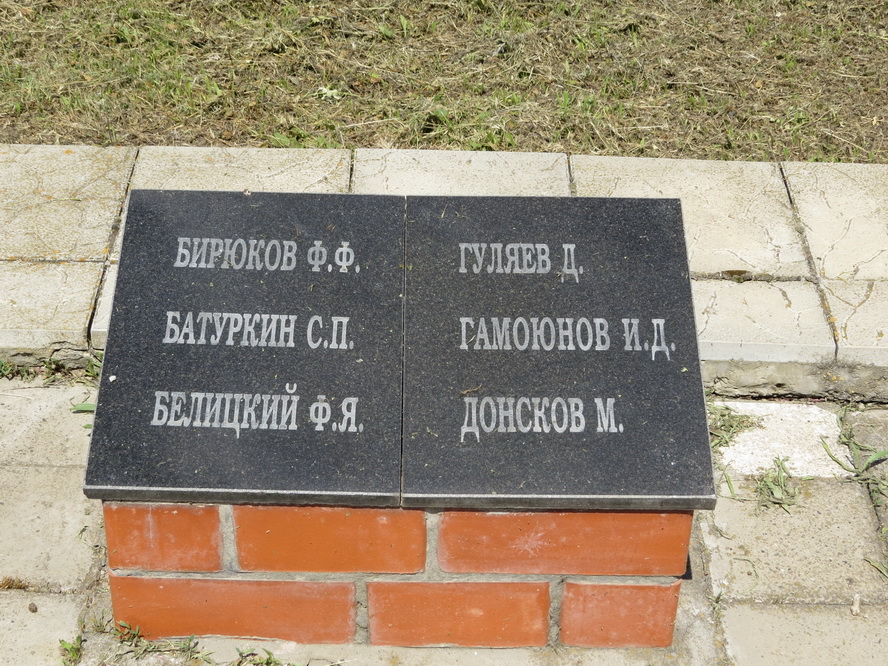 БИРЮКОВ Ф.Ф.
БАТУРКИН С.П.
БЕЛИЦКИЙ Ф.Я.
ГУЛЯЕВ Д.
ГАМОЮНОВ И.Д.
ДОНСКОВ М.